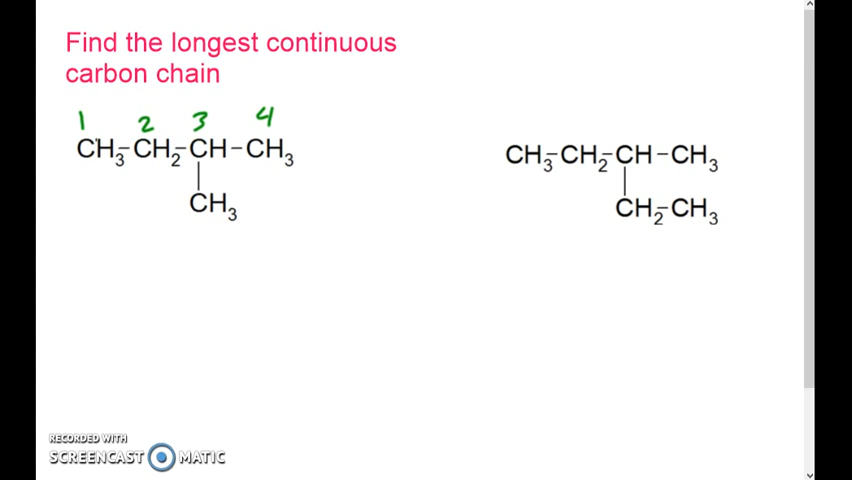 Find the longest continuous
carbon chain
1 2 3 4
CH₃-CH₂-CH-CH₃
CH₃
CH₃-CH₂-CH-CH₃
CH₂-CH₃
RECORDED WITH
SCREENCAST MATIC